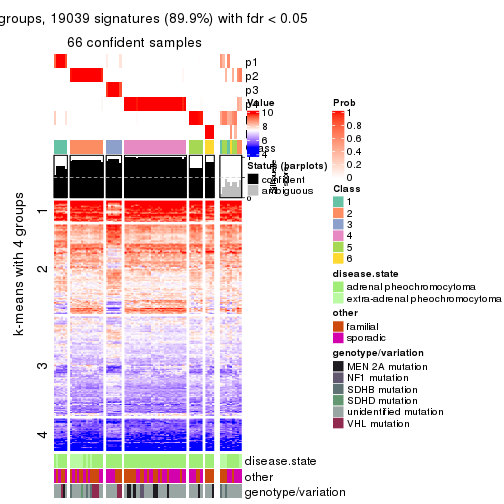 groups, 19039 signatures (89.9%) with fdr < 0.05
66 confident samples
p1
p2
p3
Value
10
8
6
4
Prob
1
0.8
0.6
0.4
0.2
0
Status (barplots)
confident
ambiguous
Class
1
2
3
4
5
6
disease.state
adrenal pheochromocytoma
extra-adrenal pheochromocytoma
other
familial
sporadic
genotype/variation
MEN 2A mutation
NF1 mutation
SDHB mutation
SDHD mutation
unidentified mutation
VHL mutation
k-means with 4 groups
1
2
3
4
disease.state
other
genotype/variation